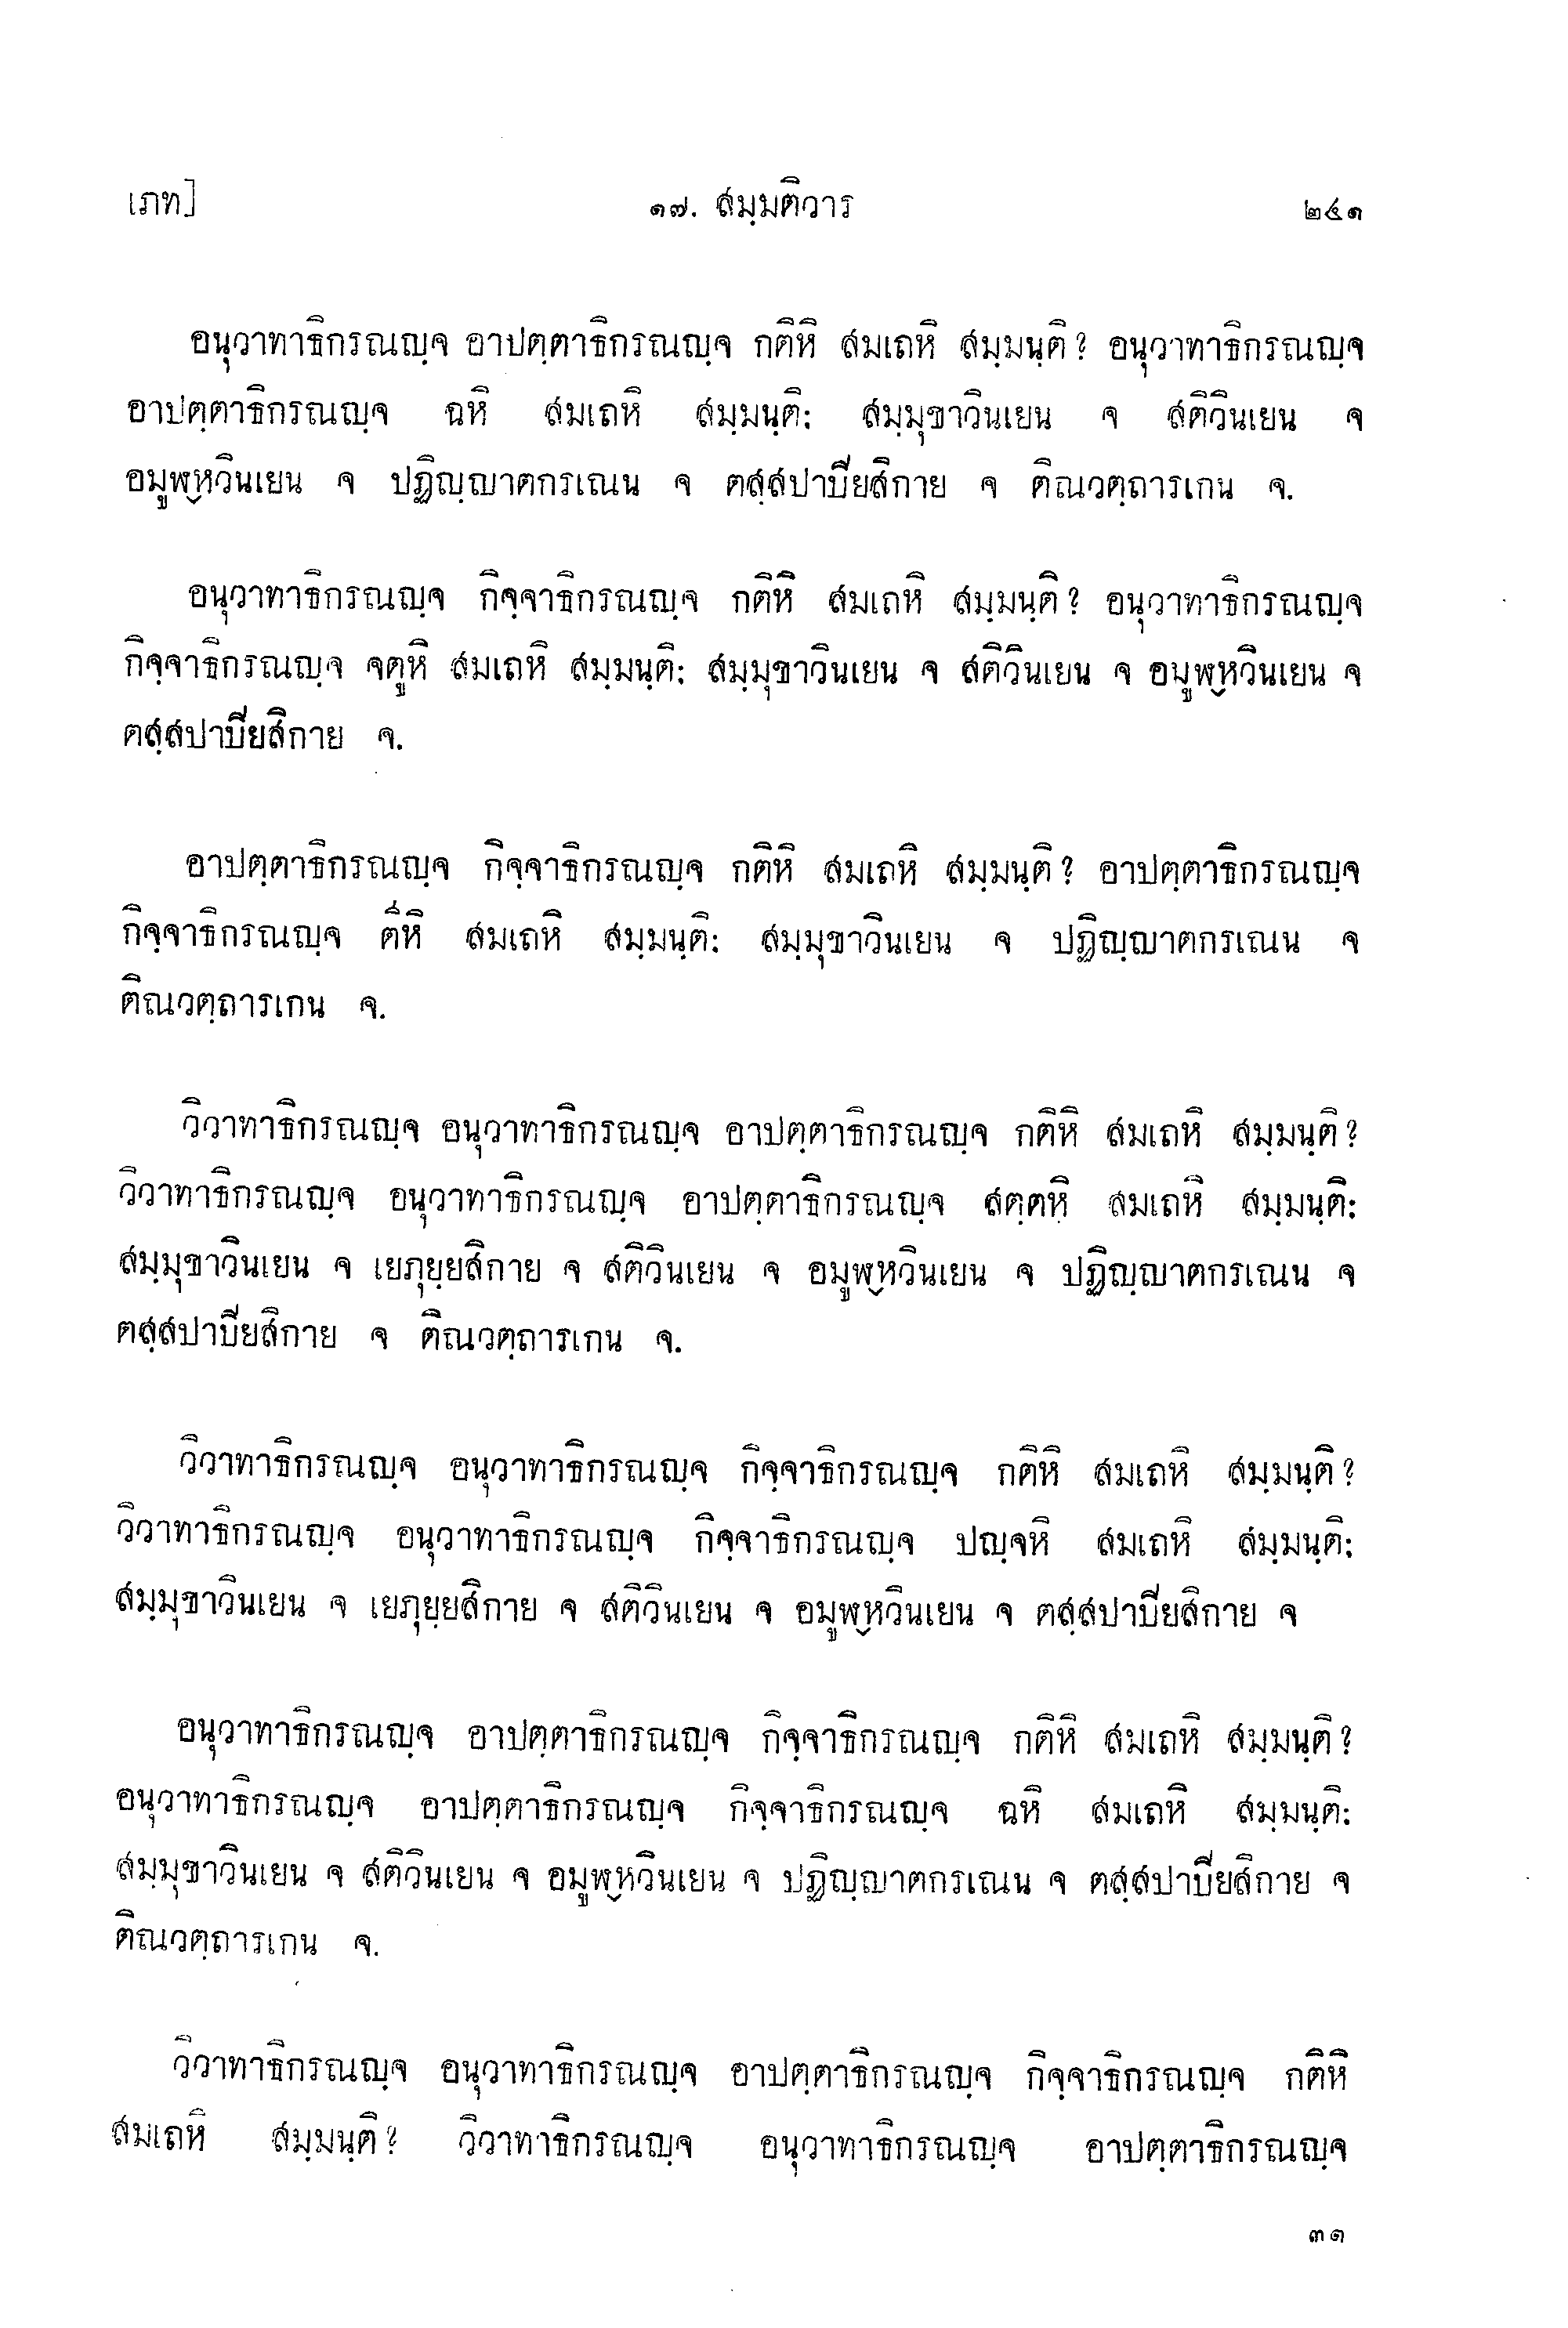 เภท]
๑๗. สมฺมติวาร
๒๔๑
อนุวาทาธิกรณญฺจ อาปตฺตาธิกรณญฺจ กติหิ สมเถหิ สมฺมนฺติ? อนุวาทาธิกรณญฺจ
อาปตฺตาธิกรณญฺจ ฉหิ สมเถหิ สมฺมนฺติ: สมฺมุขาวินเยน จ สติวินเยน จ
อมูฬฺหวินเยน จ ปฏิญฺญาตกรเณน จ ตสฺสปาปิยสิกาย จ ติณวตฺถารเกน จ.
อนุวาทาธิกรณญฺจ กิจฺจาธิกรณญฺจ กติหิ สมเถหิ สมฺมนฺติ? อนุวาทาธิกรณญฺจ
กิจฺจาธิกรณญฺจ จตูหิ สมเถหิ สมฺมนฺติ: สมฺมุขาวินเยน จ สติวินเยน จ อมูฬฺหวินเยน จ
ตสฺสปาปิยสิกาย จ.
อาปตฺตาธิกรณญฺจ กิจฺจาธิกรณญฺจ กติหิ สมเถหิ สมฺมนฺติ? อาปตฺตาธิกรณญฺจ
กิจฺจาธิกรณญฺจ ตี่หิ สมเถหิ สมฺมนฺติ: สมฺมุขาวินเยน จ ปฏิญฺญาตกรเณน จ
ติณวตฺถารเกน จ.
วิวาทาธิกรณญฺจ อนุวาทาธิกรณญฺจ อาปตฺตาธิกรณญฺจ กติหิ สมเถหิ สมฺมนฺติ?
วิวาทาธิกรณญฺจ อนุวาทาธิกรณญฺจ อาปตฺตาธิกรณญฺจ สตฺตหิ สมเถหิ สมฺมนฺติ:
สมฺมุขาวินเยน จ เยภุยฺยสิกาย จ สติวินเยน จ อมูฬฺหวินเยน จ ปฏิญฺญาตกรเณน จ
ตสฺสปาปิยสิกาย จ ติณวตฺถารเกน จ.
วิวาทาธิกรณญฺจ อนุวาทาธิกรณญฺจ กิจฺจาธิกรณญฺจ กติหิ สมเถหิ สมฺมนฺติ?
วิวาทาธิกรณญฺจ อนุวาทาธิกรณญฺจ กิจฺจาธิกรณญฺจ ปญฺจหิ สมเถหิ สมฺมนฺติ:
สมฺมุขาวินเยน จ เยภุยฺยสิกาย จ สติวินเยน จ อมูฬฺหวินเยน จ ตสฺสปาปิยสิกาย จ
อนุวาทาธิกรณญฺจ อาปตฺตาธิกรณญฺจ กิจฺจาธิกรณญฺจ กติหิ สมเถหิ สมฺมนฺติ?
อนุวาทาธิกรณญฺจ อาปตฺตาธิกรณญฺจ กิจฺจาธิกรณญฺจ ฉหิ สมเถหิ สมฺมนฺติ:
สมฺมุขาวินเยน จ สติวินเยน จ อมูฬฺหวินเยน จ ปฏิญฺญาตกรเณน จ ตสฺสปาปิยสิกาย จ
ติณวตฺถารเกน จ.
วิวาทาธิกรณญฺจ อนุวาทาธิกรณญฺจ อาปตฺตาธิกรณญฺจ กิจฺจาธิกรณญฺจ กติหิ
สมเถหิ สมฺมนฺติ? วิวาทาธิกรณญฺจ อนุวาทาธิกรณญฺจ อาปตฺตาธิกรณญฺจ
๓๑